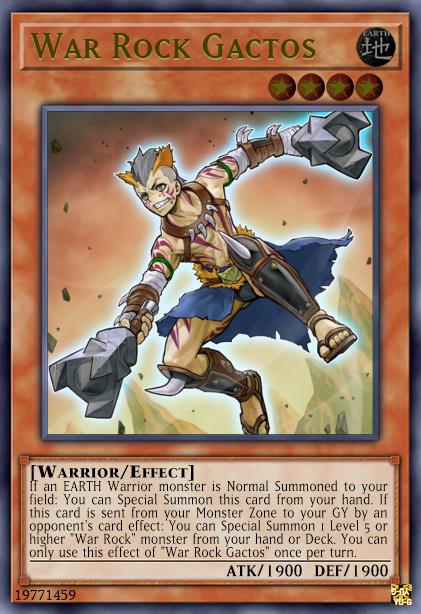 War Rock Gactos
EARTH
地
[Warrior/Effect]
If an EARTH Warrior monster is Normal Summoned to your
field: You can Special Summon this card from your hand. If
this card is sent from your Monster Zone to your GY by an
opponent's card effect: You can Special Summon 1 Level 5 or
higher "War Rock" monster from your hand or Deck. You can
only use this effect of "War Rock Gactos" once per turn.
ATK/1900 DEF/1900
19771459